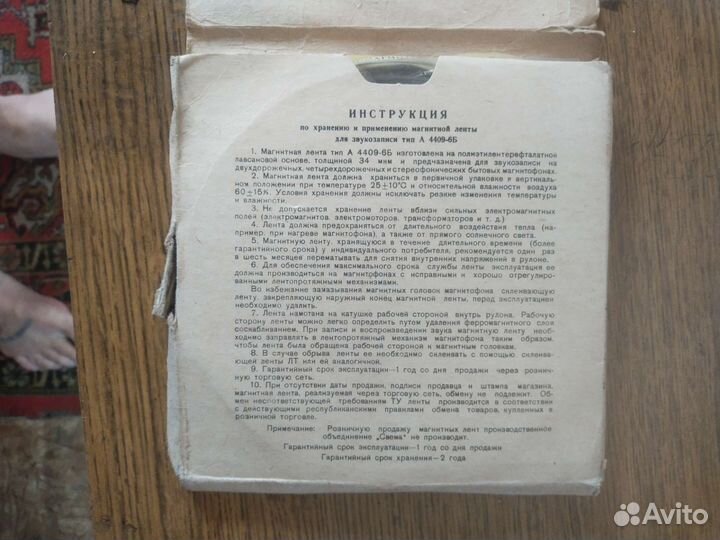 ИНСТРУКЦИЯ
по хранению и применению магнитной ленты
для звукозаписи тип А 4409-6Б
1. Магнитная лента тип А 4409-6Б изготовлена на полиэтилентерефталатной
лавсановой основе, толщиной 34 мкм и предназначена для звукозаписи на
двухдорожечных, четырехдорожечных и стереофонических бытовых магнитофонах.
2. Магнитная лента должна храниться в первичной упаковке в вертикаль-
ном положении при температуре 25±10°С и относительной влажности воздуха
60±15%. Условия хранения должны исключать резкие изменения температуры
и влажности.
3. Не допускается хранение ленты вблизи сильных электромагнитных
полей (электромагнитов, электромоторов, трансформаторов и т. д.)
4. Лента должна предохраняться от длительного воздействия тепла (на-
пример, при нагреве магнитофона), а также от прямого солнечного света.
5. Магнитную ленту, хранящуюся в течение длительного времени (более
гарантийного срока) у индивидуального потребителя, рекомендуется один раз
в шесть месяцев перематывать для снятия внутренних напряжений в рулоне.
6. Для обеспечения максимального срока службы ленты эксплуатация ее
должна производиться на магнитофонах с исправными и хорошо отрегулиро-
ванными лентопротяжными механизмами.
Во избежание замазывания магнитных головок магнитофона склеивающую
ленту, закрепляющую наружный конец магнитной ленты, перед эксплуатацией
необходимо удалить.
7. Лента намотана на катушке рабочей стороной внутрь рулона. Рабочую
сторону ленты можно легко определить путем удаления ферромагнитного слоя
соскабливанием. При записи и воспроизведении звука магнитную ленту необ-
ходимо заправлять в лентопротяжный механизм магнитофона таким образом,
чтобы лента была обращена рабочей стороной к магнитным головкам.
8. В случае обрыва ленты ее необходимо склеивать с помощью склеиваю-
щей ленты ЛТ или ей аналогичной.
9. Гарантийный срок эксплуатации—1 год со дня продажи через рознич-
ную торговую сеть.
10. При отсутствии даты продажи, подписи продавца и штампа магазина,
магнитная лента, реализуемая через торговую сеть, обмену не подлежит. Об-
мен несоответствующей требованиям ТУ ленты производится в соответствии
с действующими республиканскими правилами обмена товаров, купленных в
розничной торговле.
Примечание: Розничную продажу магнитных лент производственное
объединение „Свема" не производит.
Гарантийный срок эксплуатации—1 год со дня продажи
Гарантийный срок хранения—2 года
Avito